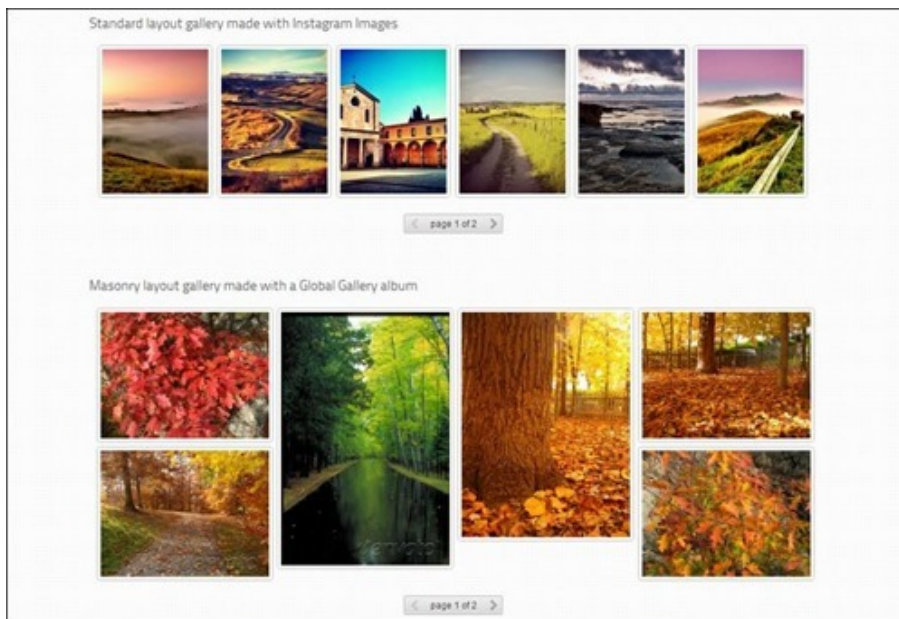 Standard layout gallery made with Instagram Images
page 1 of 2
Masonry layout gallery made with a Global Gallery album
page 1 of 2